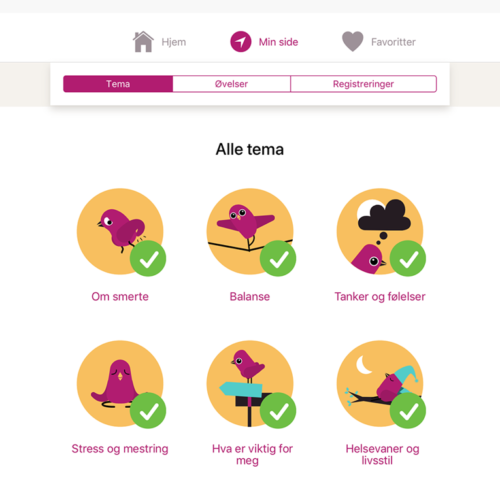 Hjem
Min side
Favoritter
Tema
Øvelser
Registreringer
Alle tema
Om smerte
Balanse
Tanker og følelser
Stress og mestring
Hva er viktig for
meg
Helsevaner og
livsstil